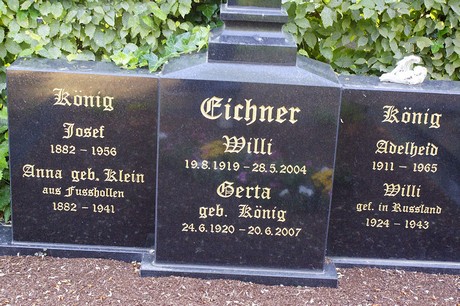 König
Josef
1882 - 1956
Anna geb. Klein
aus Fusshollen
1882 - 1941
Eichner
Willi
19.8.1919 - 28.5.2004
Gerta
geb. König
24.6.1920 - 20.6.2007
König
Adelheid
1911 - 1965
Willi
gef. in Russland
1924 - 1943